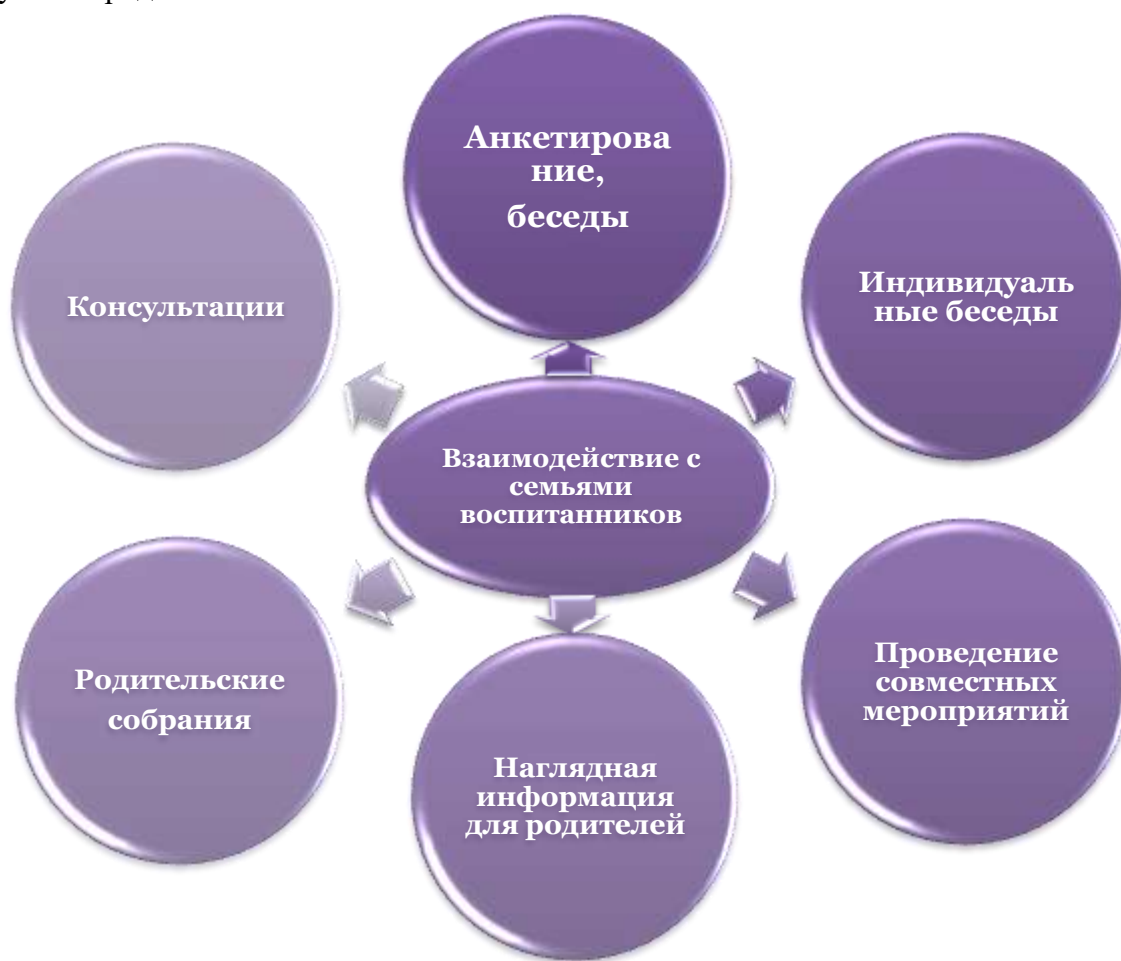 Анкетирова
ние,
беседы
Индивидуаль
ные беседы
Проведение
совместных
мероприятий
Наглядная
информация
для родителей
Родительские
собрания
Консультации
Взаимодействие с
семьями
воспитанников